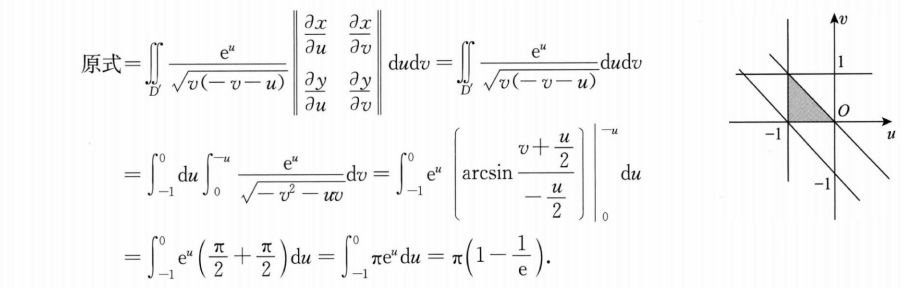 原式=∬_{D′} e^u/√(v(−v−u)) ‖∂x/∂u ∂x/∂v; ∂y/∂u ∂y/∂v‖ dudv = ∬_{D′} e^u/√(v(−v−u)) dudv
=∫_{−1}^{0} du ∫_{0}^{−u} e^u/√(−v²−uv) dv = ∫_{−1}^{0} e^u (arcsin (v+u/2)/(−u/2)) |_{0}^{−u} du
=∫_{−1}^{0} e^u (π/2+π/2) du = ∫_{−1}^{0} πe^u du = π(1−1/e).
v
1
O
−1
u
−1